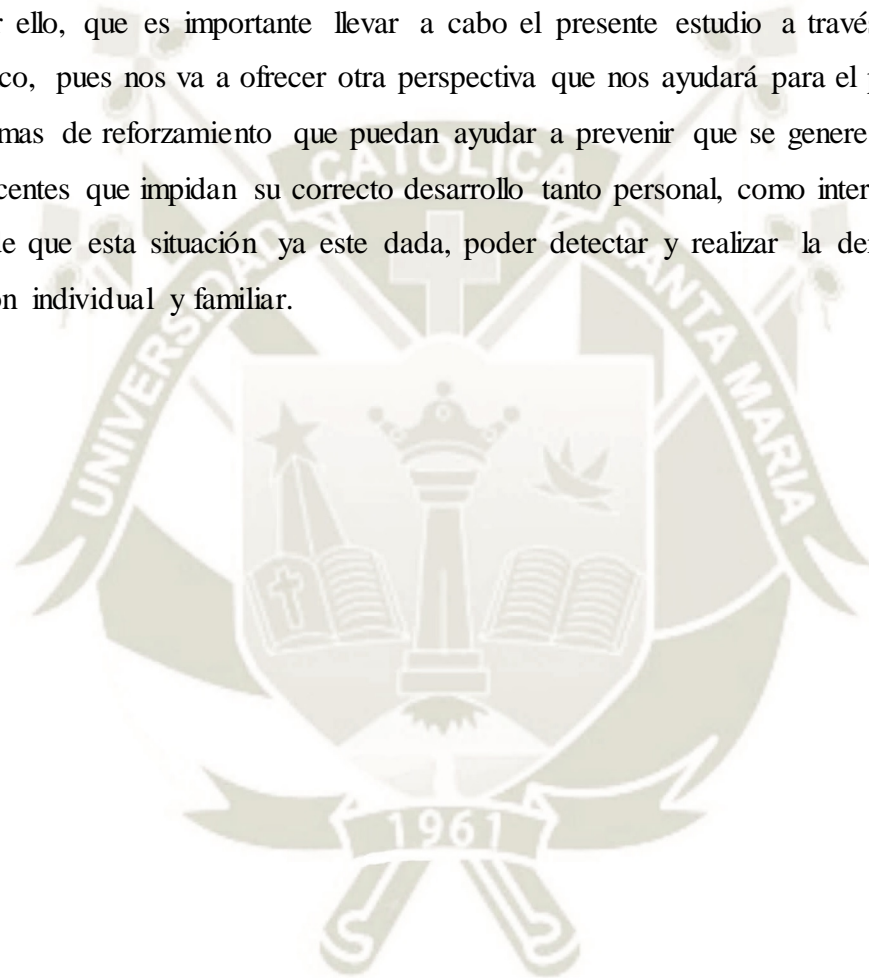 r ello, que es importante llevar a cabo el presente estudio a travé
co, pues nos va a ofrecer otra perspectiva que nos ayudará para el p
mas de reforzamiento que puedan ayudar a prevenir que se genere
centes que impidan su correcto desarrollo tanto personal, como inter
e que esta situación ya este dada, poder detectar y realizar la de
n individual y familiar.
UNIVERSIDAD CATOLICA SANTA MARIA
1961